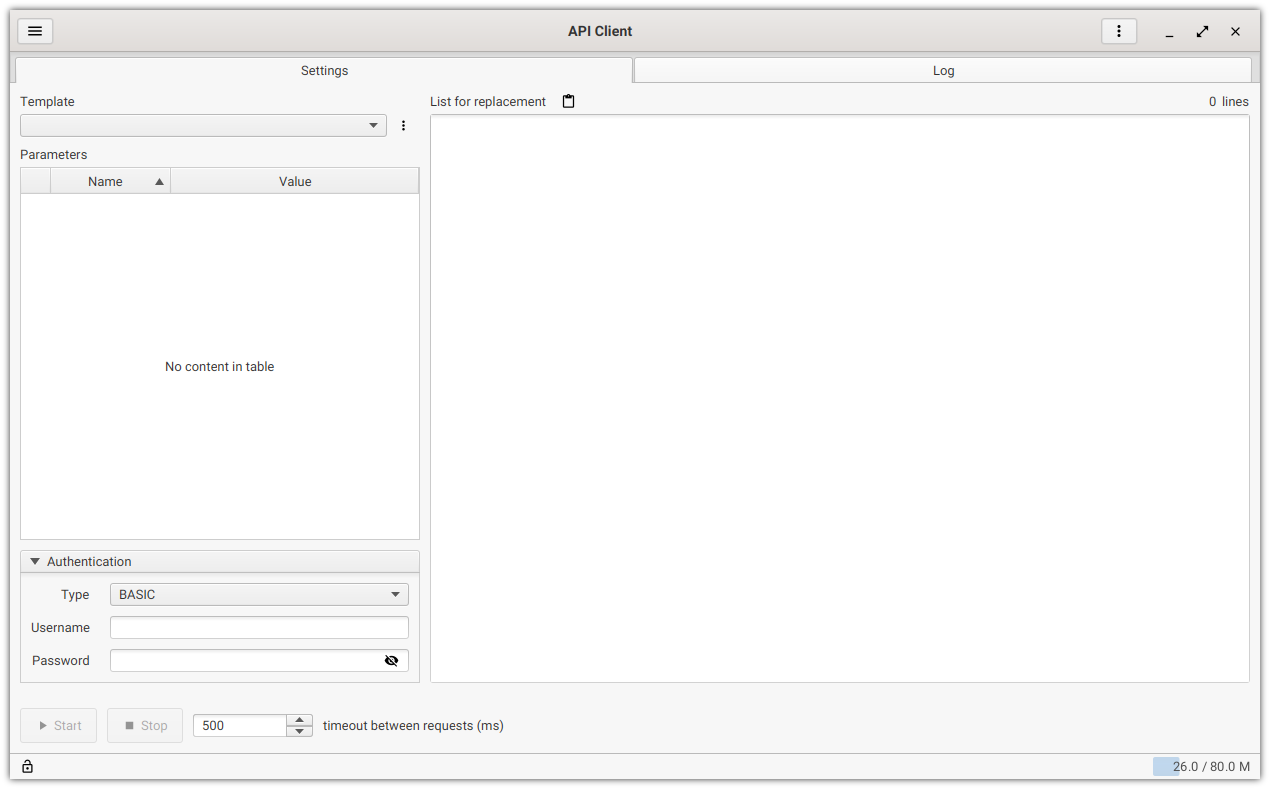 API Client
Settings
Log
Template
List for replacement
0 lines
Parameters
Name
Value
No content in table
Authentication
Type
BASIC
Username
Password
Start
Stop
500
timeout between requests (ms)
26.0 / 80.0 M